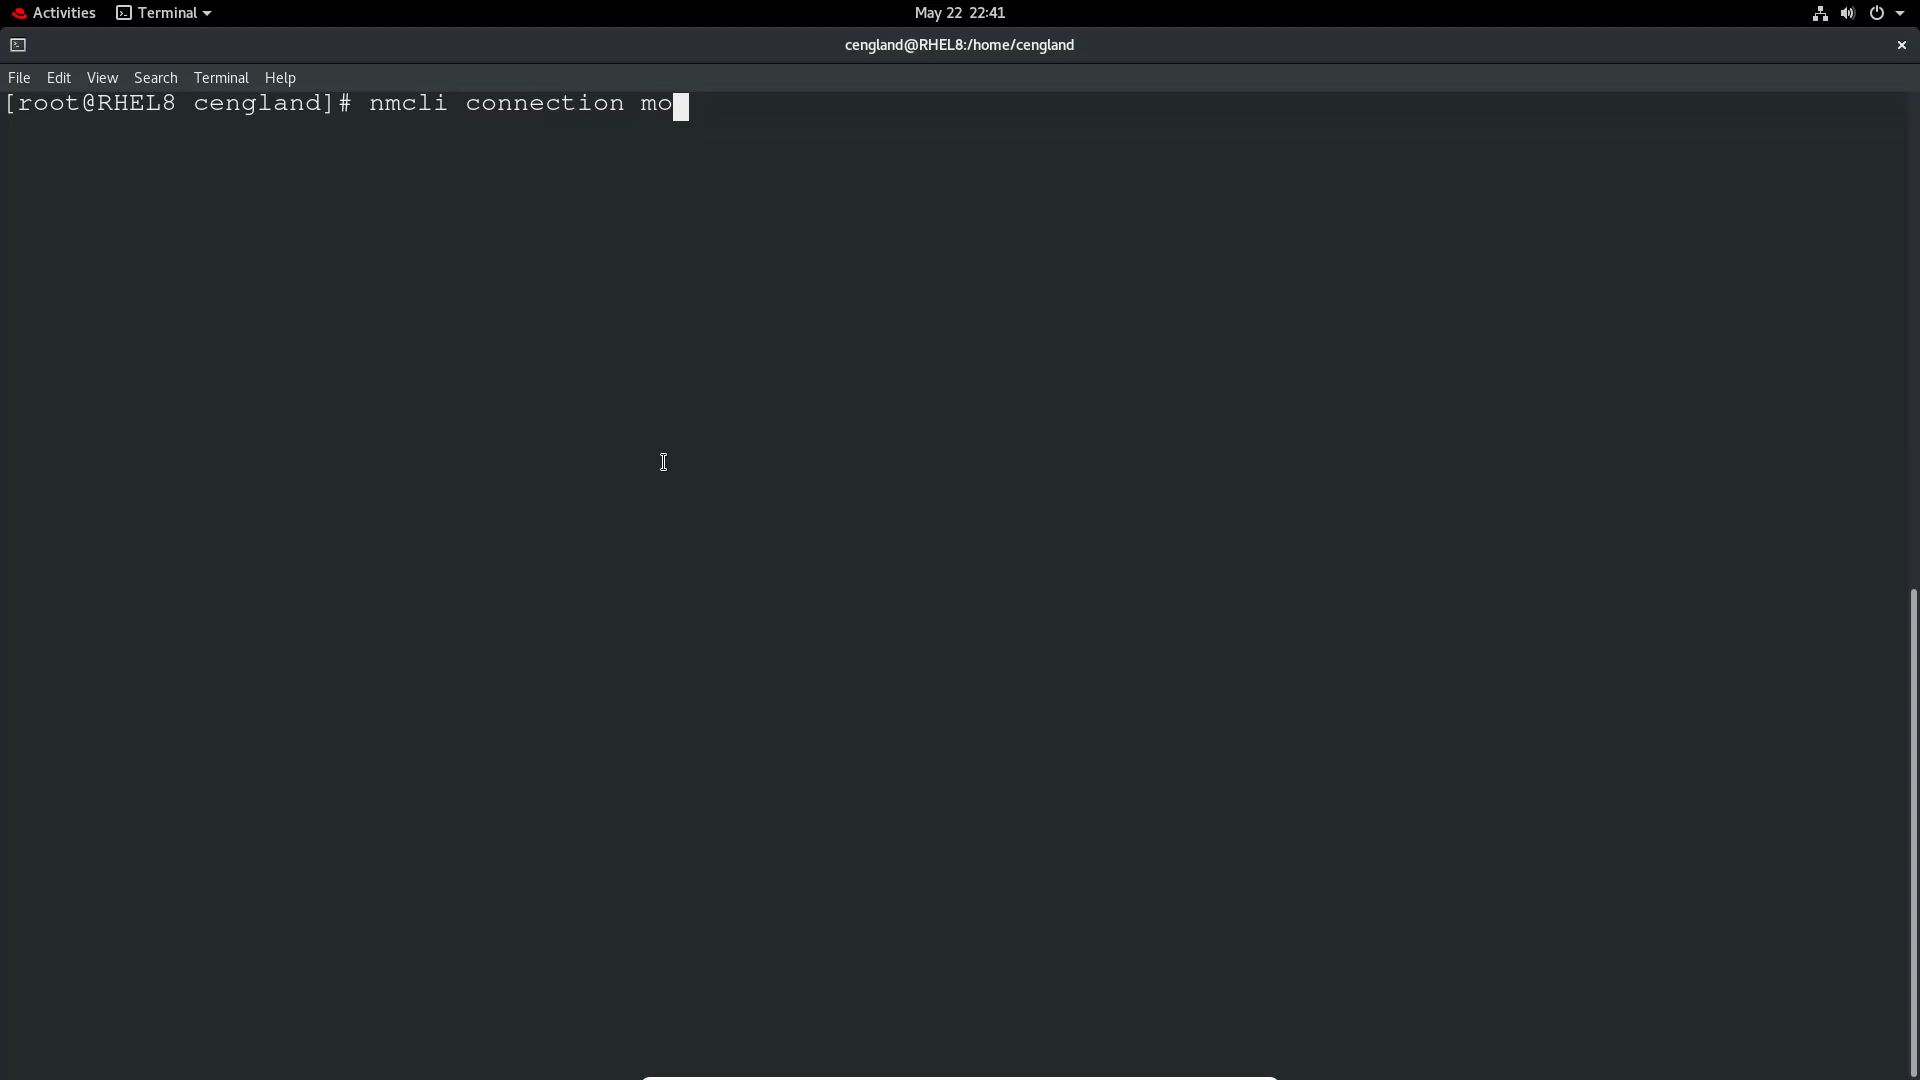 Activities Terminal May 22 22:41
cengland@RHEL8:/home/cengland
File Edit View Search Terminal Help
[root@RHEL8 cengland]# nmcli connection mo